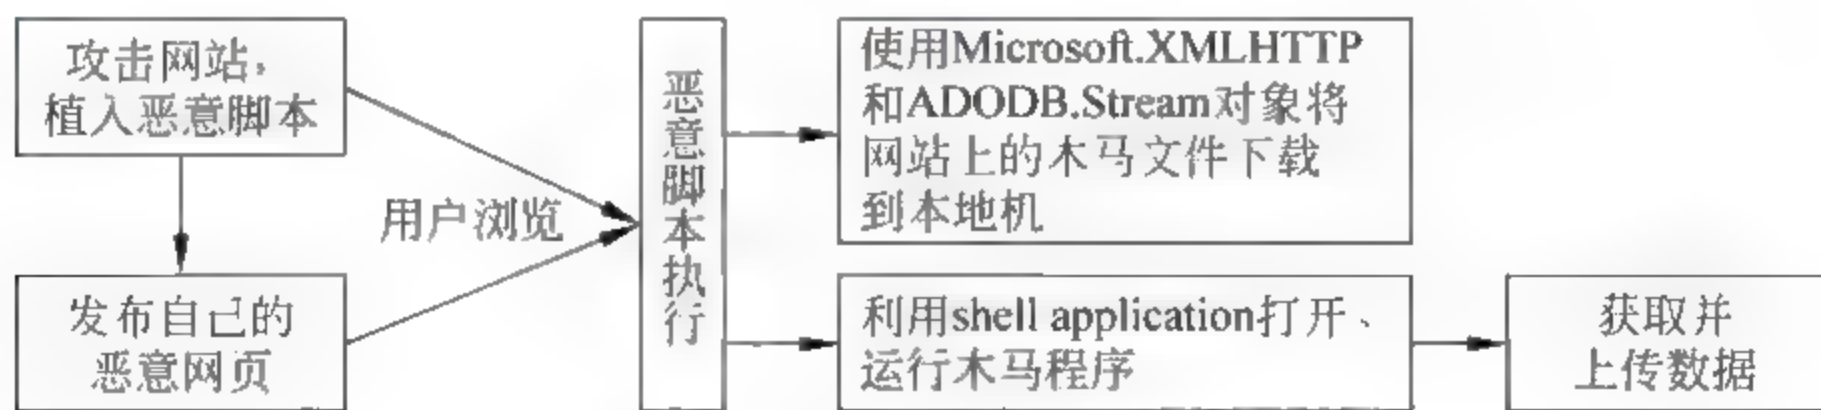 攻击网站，
植入恶意脚本
用户浏览
发布自己的
恶意网页
恶意脚本执行
使用Microsoft.XMLHTTP
和ADODB.Stream对象将
网站上的木马文件下载
到本地机
利用shell application打开、
运行木马程序
获取并
上传数据